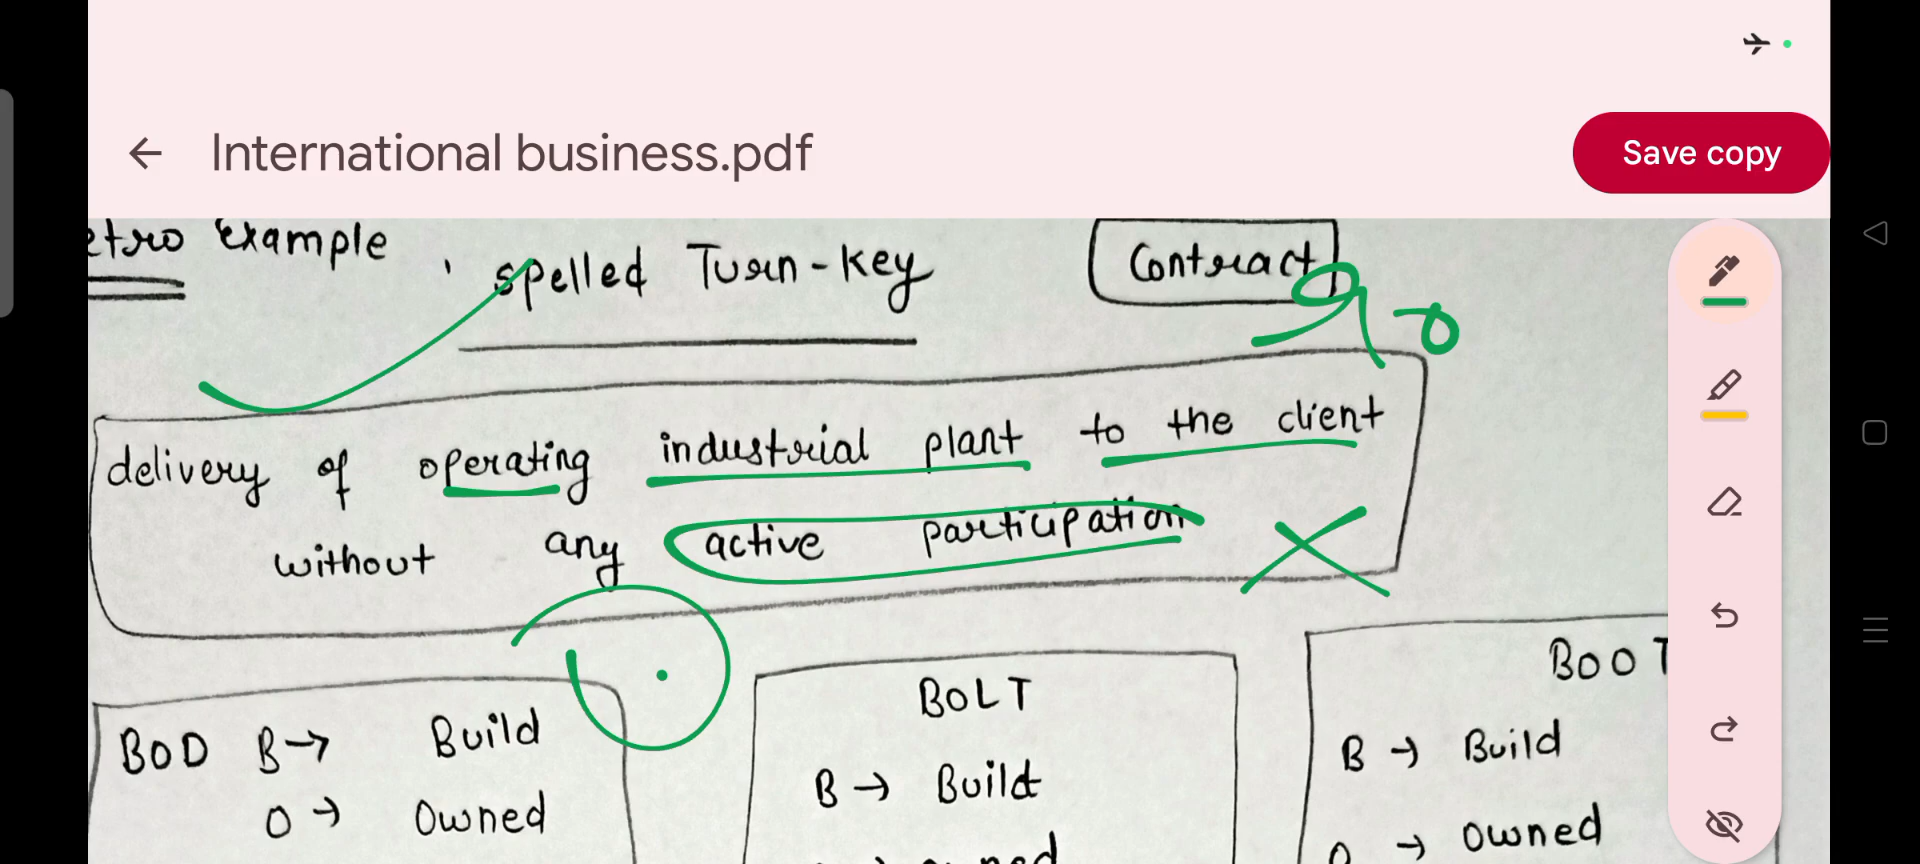 International business.pdf
Save copy
etro Example , spelled Turn-key Contract
delivery of operating industrial plant to the client
without any active participation
BOD B→ Build
O→ Owned
BOLT
B→ Build
BOOT
B→ Build
O → Owned